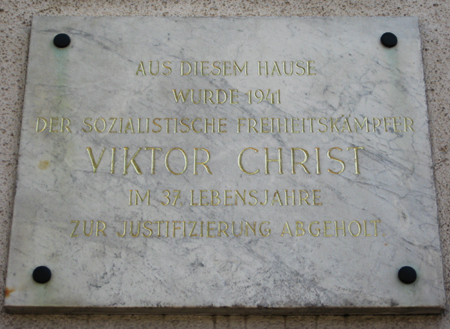 AUS DIESEM HAUSE
WURDE 1941
DER SOZIALISTISCHE FREIHEITSKÄMPFER
VIKTOR CHRIST
IM 37. LEBENSJAHRE
ZUR JUSTIFIZIERUNG ABGEHOLT